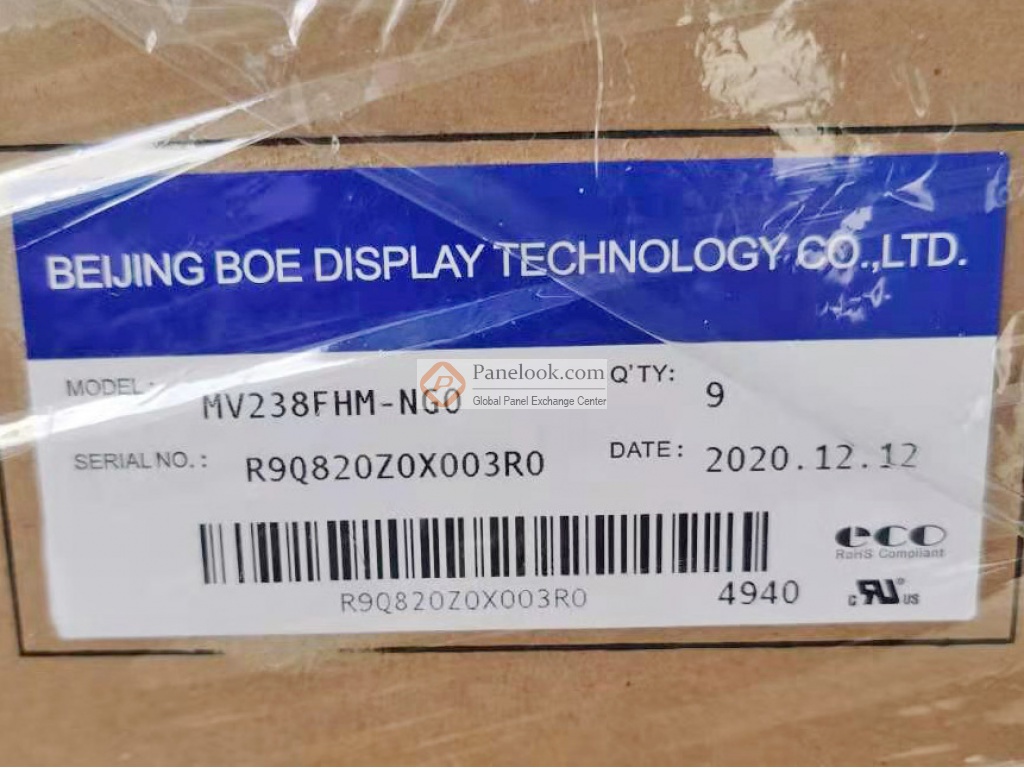 BEIJING BOE DISPLAY TECHNOLOGY CO.,LTD.
MODEL: MV238FHM-NG0 Q'TY: 9
Panelook.com
Global Panel Exchange Center
SERIAL NO.: R9Q820Z0X003R0 DATE: 2020.12.12
R9Q820Z0X003R0 4940
eco
RoHS Compliant
c RU US